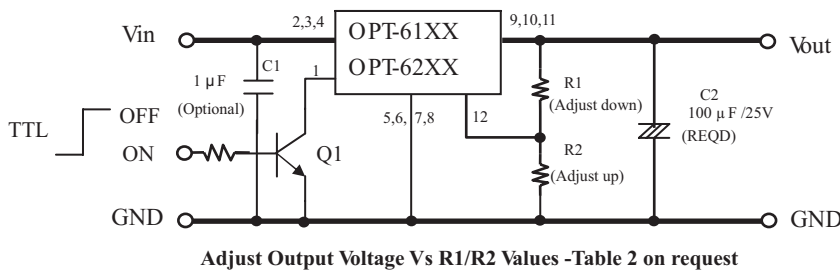 Vin
2,3,4
OPT-61XX
9,10,11
Vout
C1
1 μF
(Optional)
1
OPT-62XX
R1
(Adjust down)
C2
100 μF /25V
(REQD)
TTL
OFF
ON
Q1
5,6,
7,8
12
R2
(Adjust up)
GND
GND
Adjust Output Voltage Vs R1/R2 Values -Table 2 on request